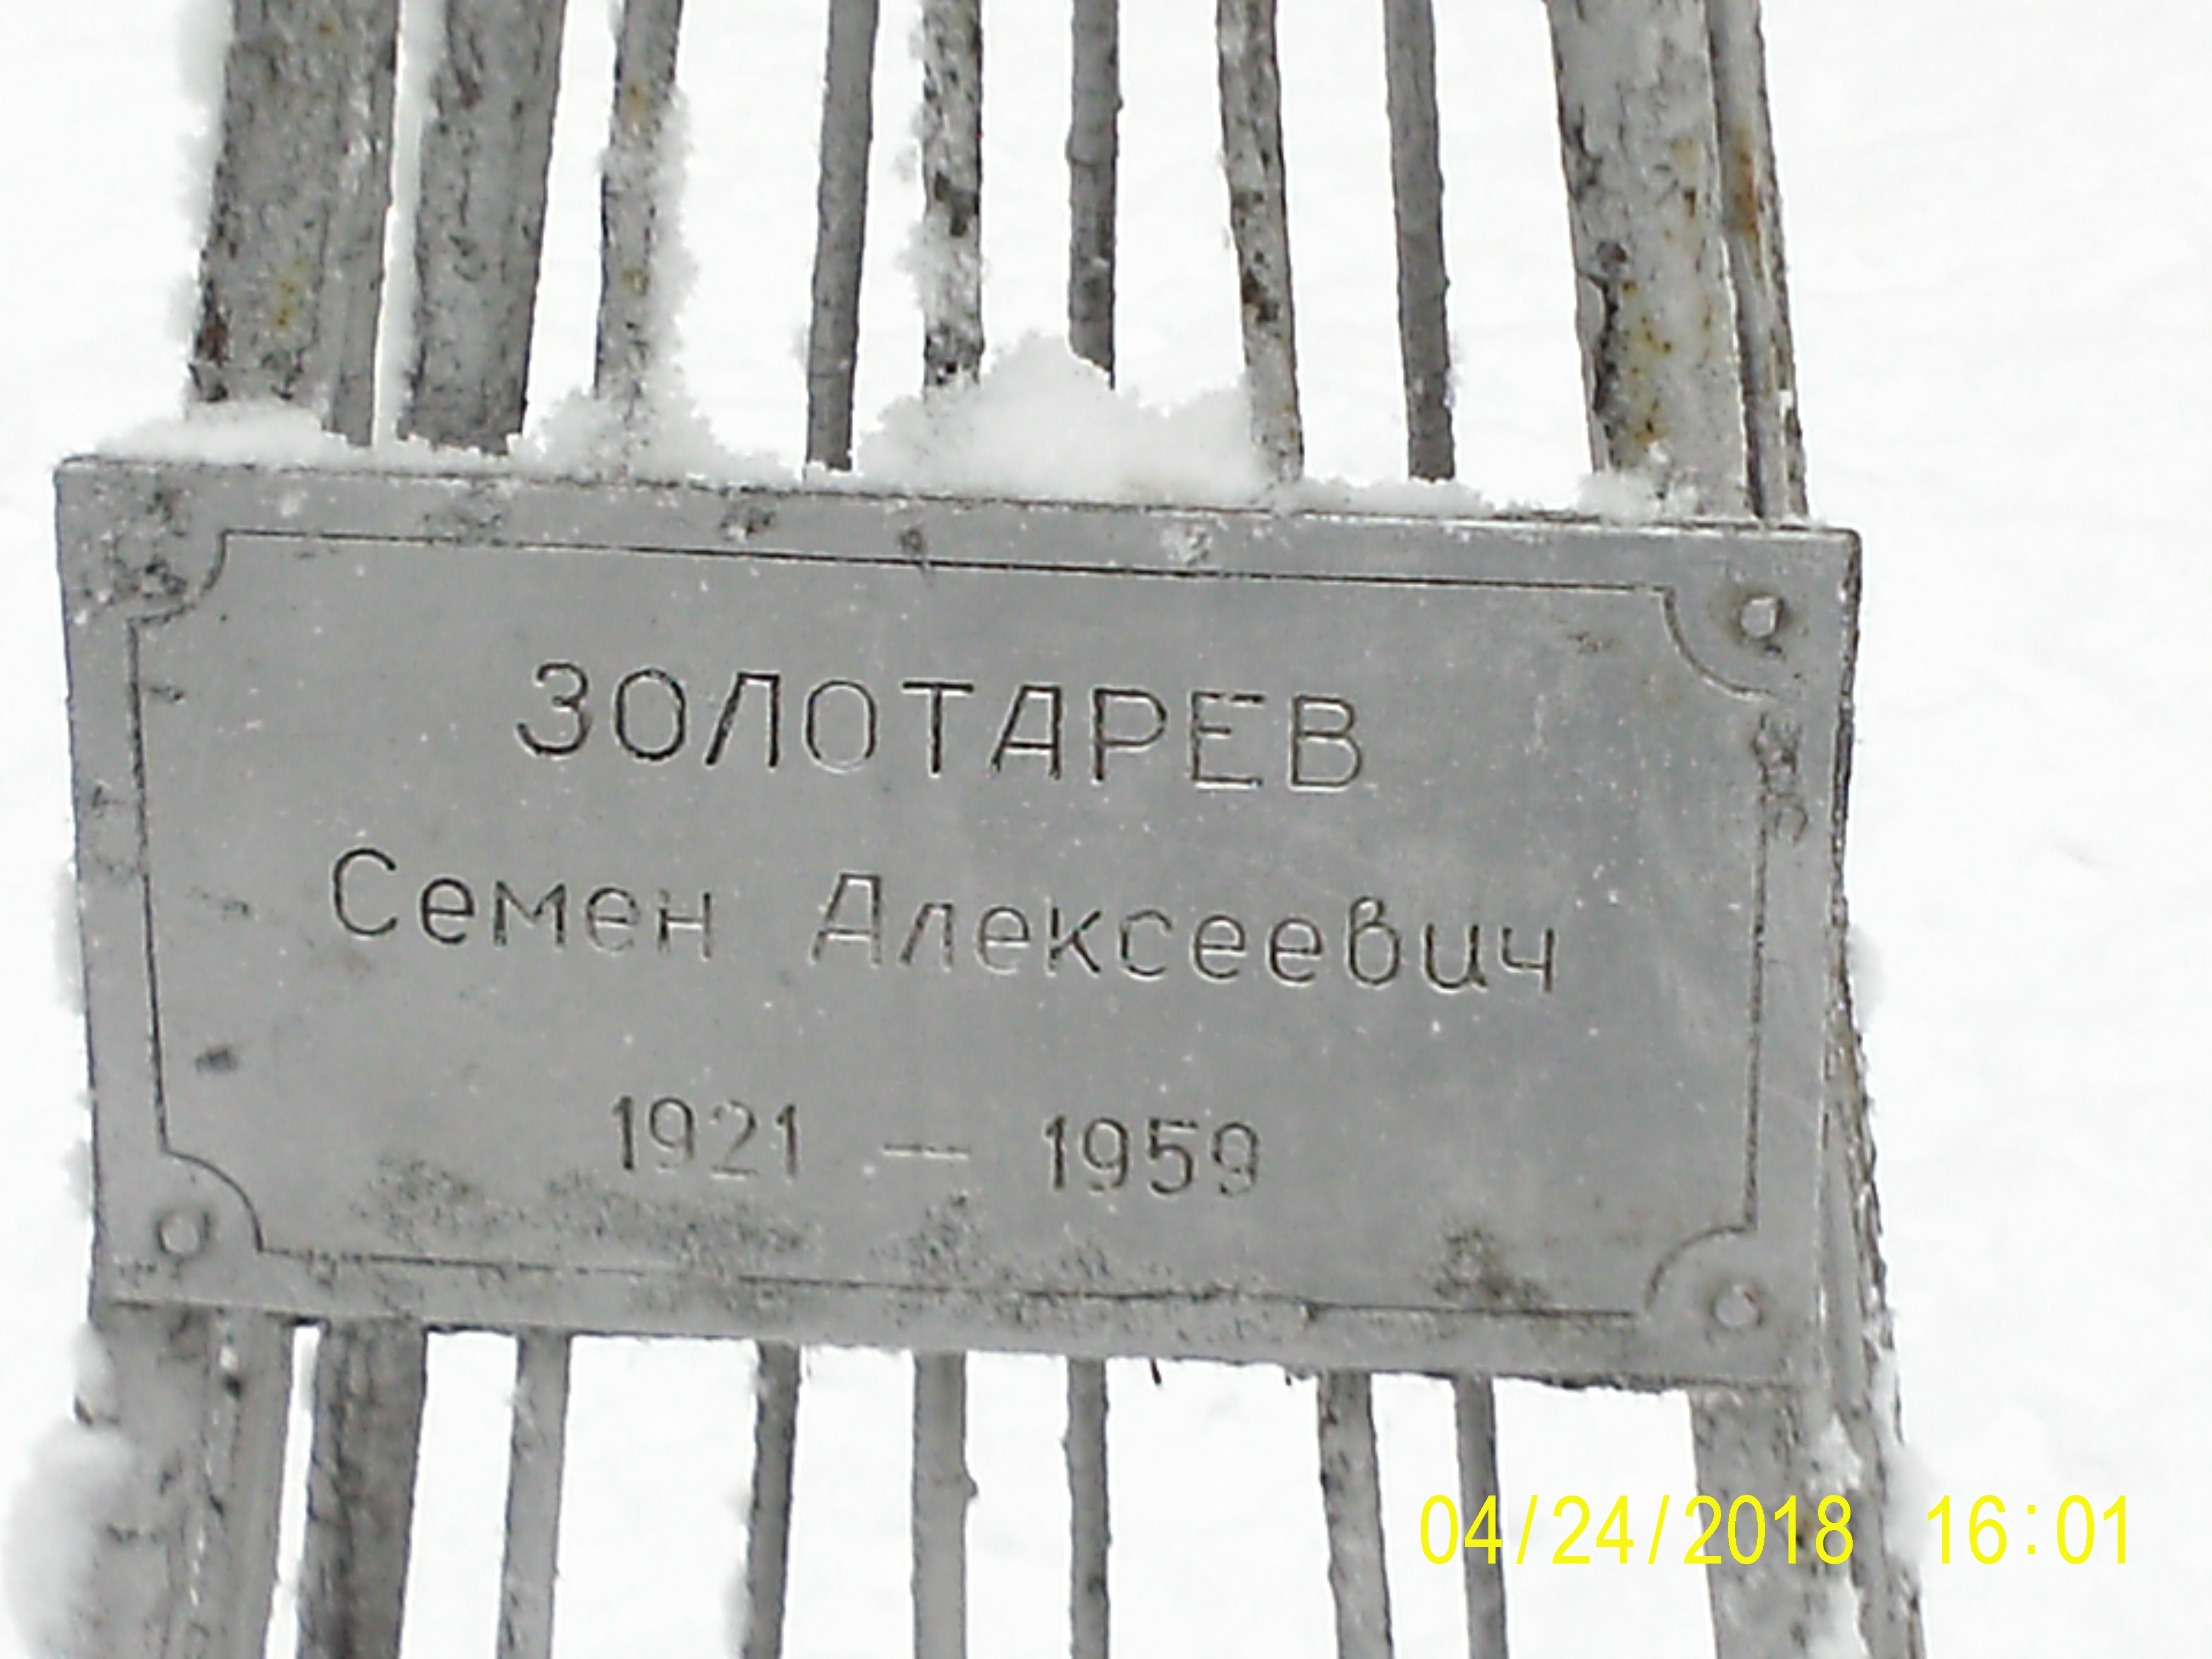 ЗОЛОТАРЕВ
Семен Алексеевич
1921 — 1959
04/24/2018 16:01